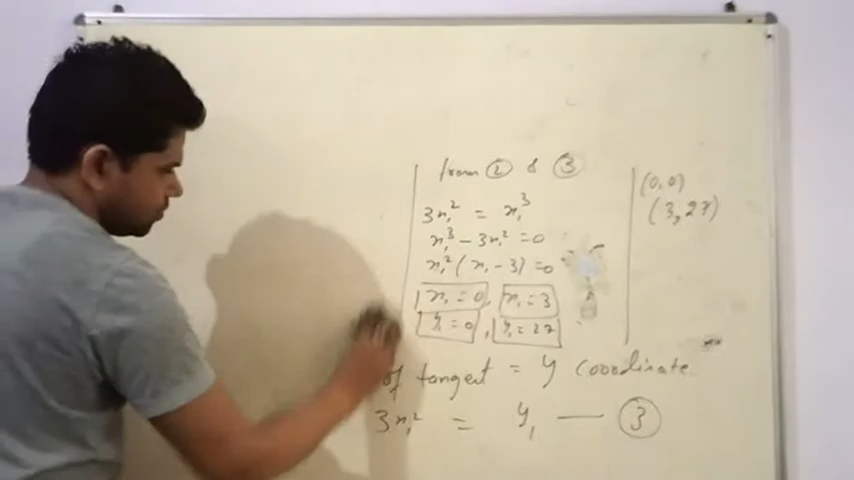 from ② & ③
3x₁² = x₁³
x₁³ - 3x₁² = 0
x₁² (x₁ - 3) = 0
x₁ = 0, x₁ = 3
y₁ = 0, y₁ = 27
(0,0)
(3, 27)
of tangent = y coordinate
3x₁² = y₁ — ③